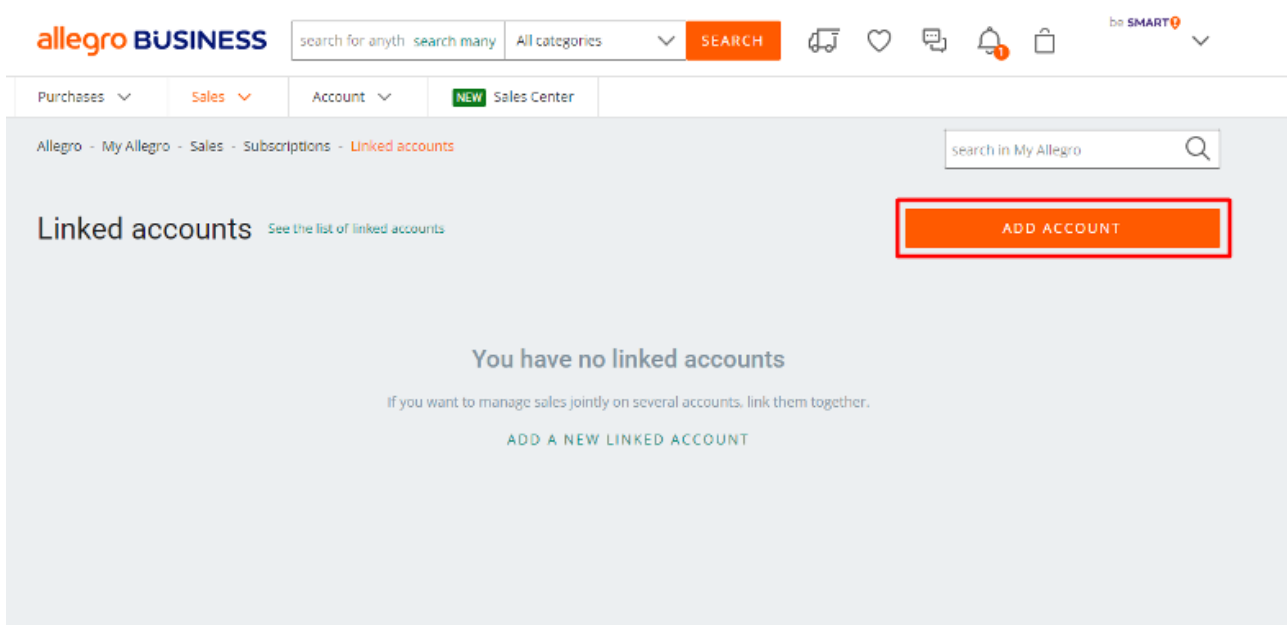 allegro BUSINESS search for anyth search many All categories SEARCH 1 be SMART!
Purchases Sales Account NEW Sales Center
Allegro - My Allegro - Sales - Subscriptions - Linked accounts search in My Allegro
Linked accounts See the list of linked accounts ADD ACCOUNT
You have no linked accounts
If you want to manage sales jointly on several accounts, link them together.
ADD A NEW LINKED ACCOUNT